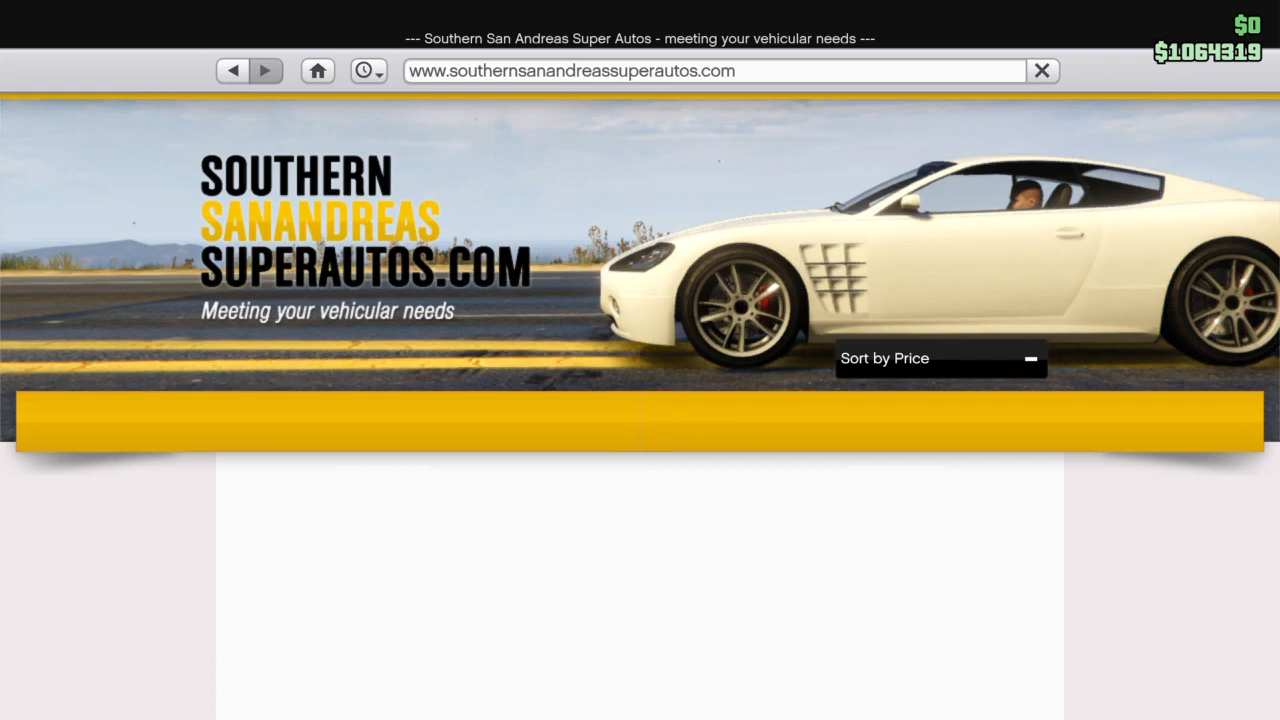 $0
--- Southern San Andreas Super Autos - meeting your vehicular needs ---
$1064319
www.southernsanandreassuperautos.com
SOUTHERN
SANANDREAS
SUPERAUTOS.COM
Meeting your vehicular needs
Sort by Price